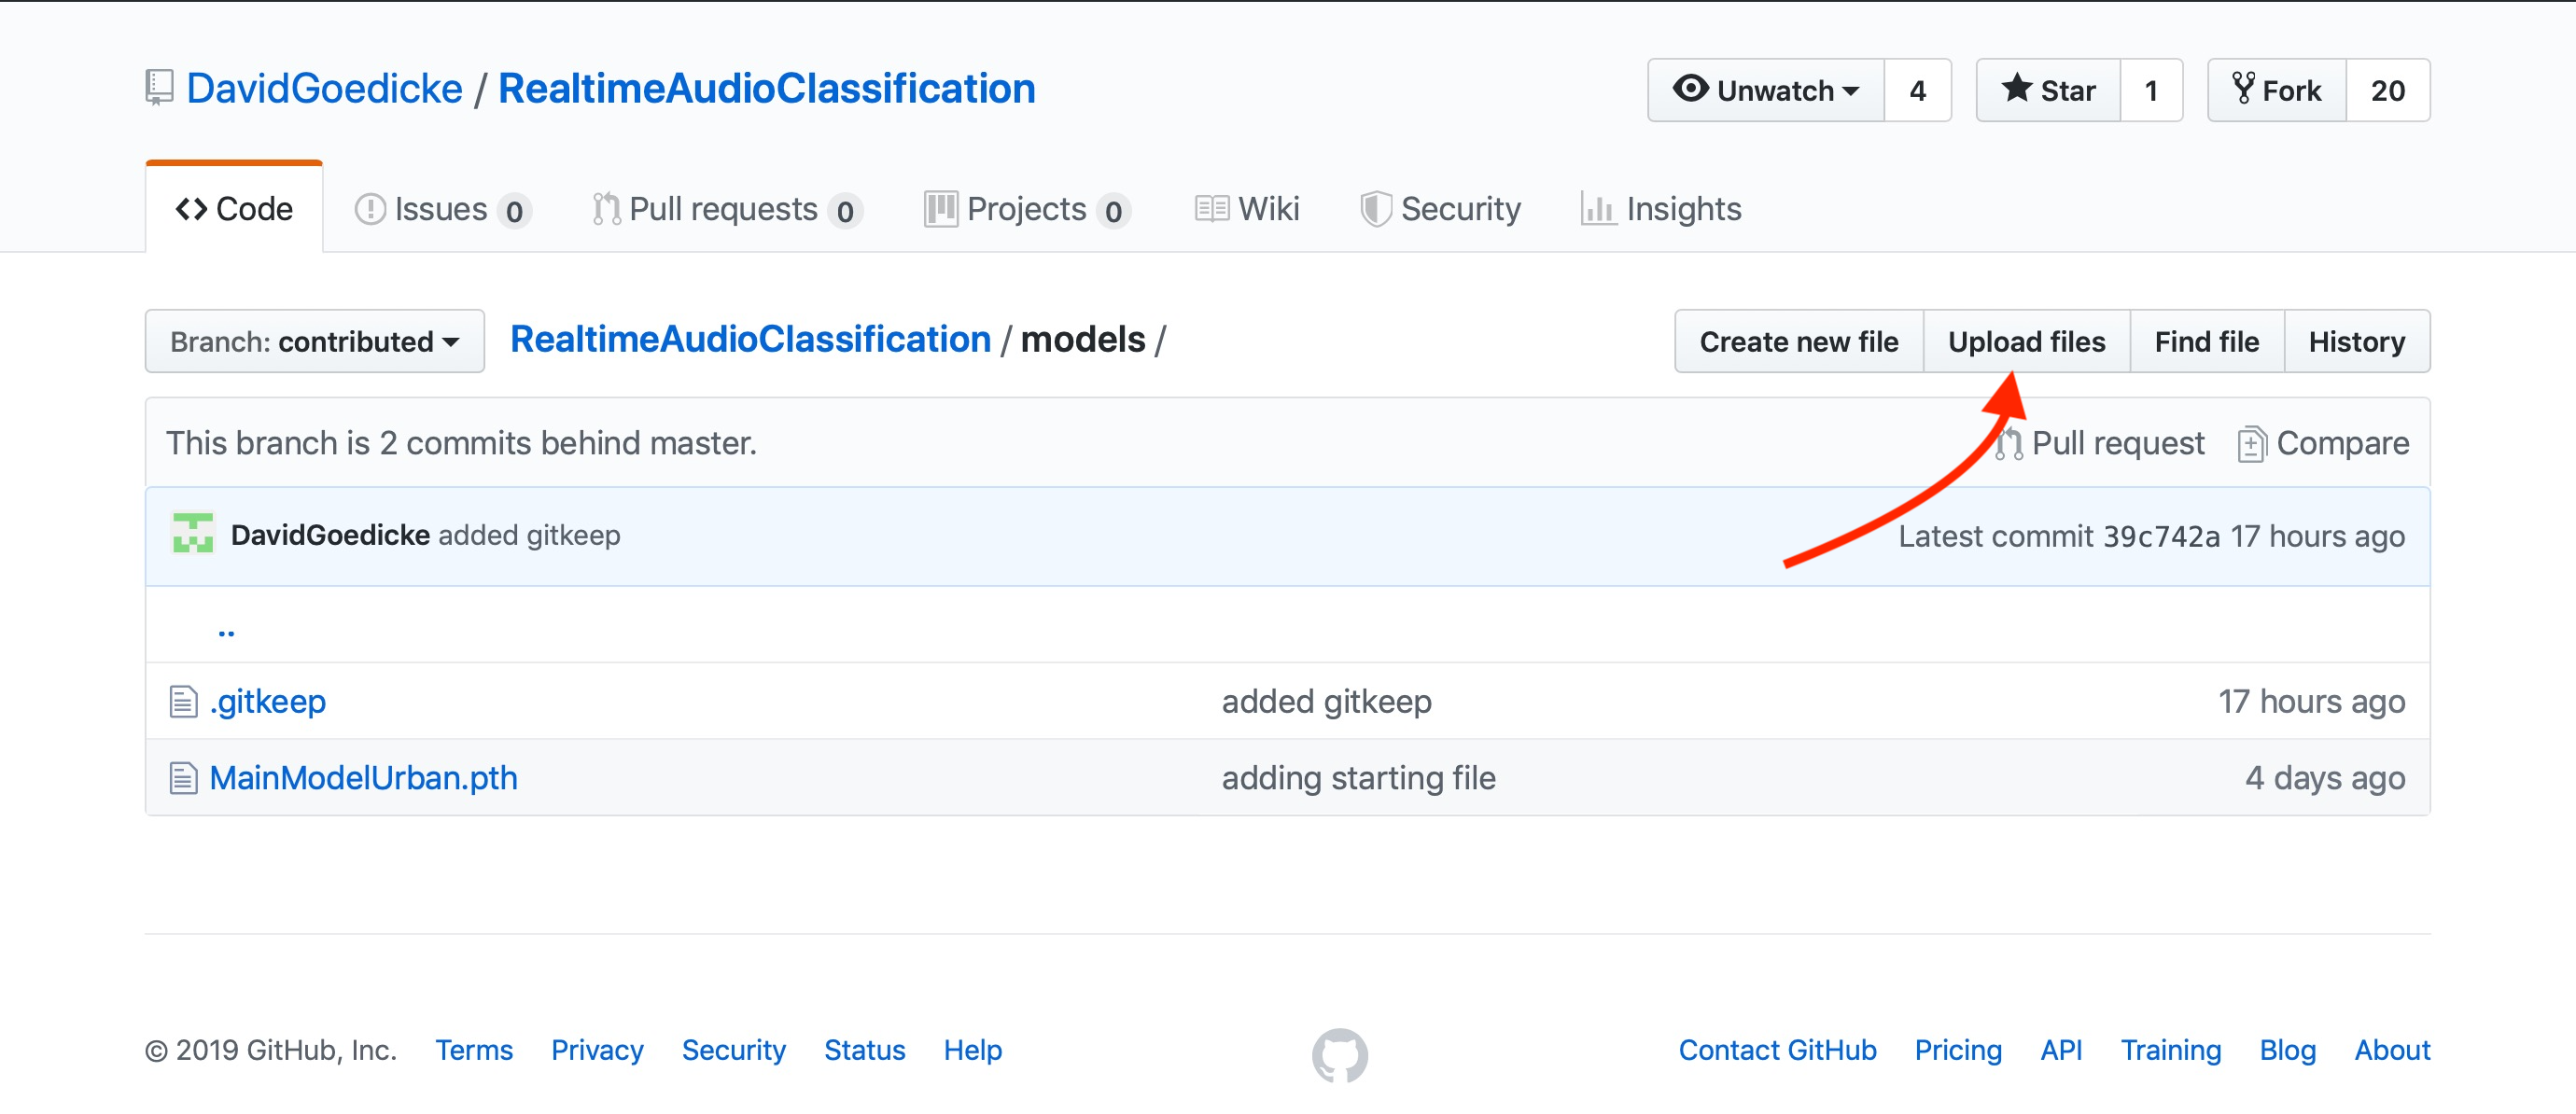 DavidGoedicke / RealtimeAudioClassification Unwatch 4 Star 1 Fork 20
Code Issues 0 Pull requests 0 Projects 0 Wiki Security Insights
Branch: contributed RealtimeAudioClassification / models / Create new file Upload files Find file History
This branch is 2 commits behind master. Pull request Compare
DavidGoedicke added gitkeep Latest commit 39c742a 17 hours ago
..
.gitkeep added gitkeep 17 hours ago
MainModelUrban.pth adding starting file 4 days ago
© 2019 GitHub, Inc. Terms Privacy Security Status Help Contact GitHub Pricing API Training Blog About